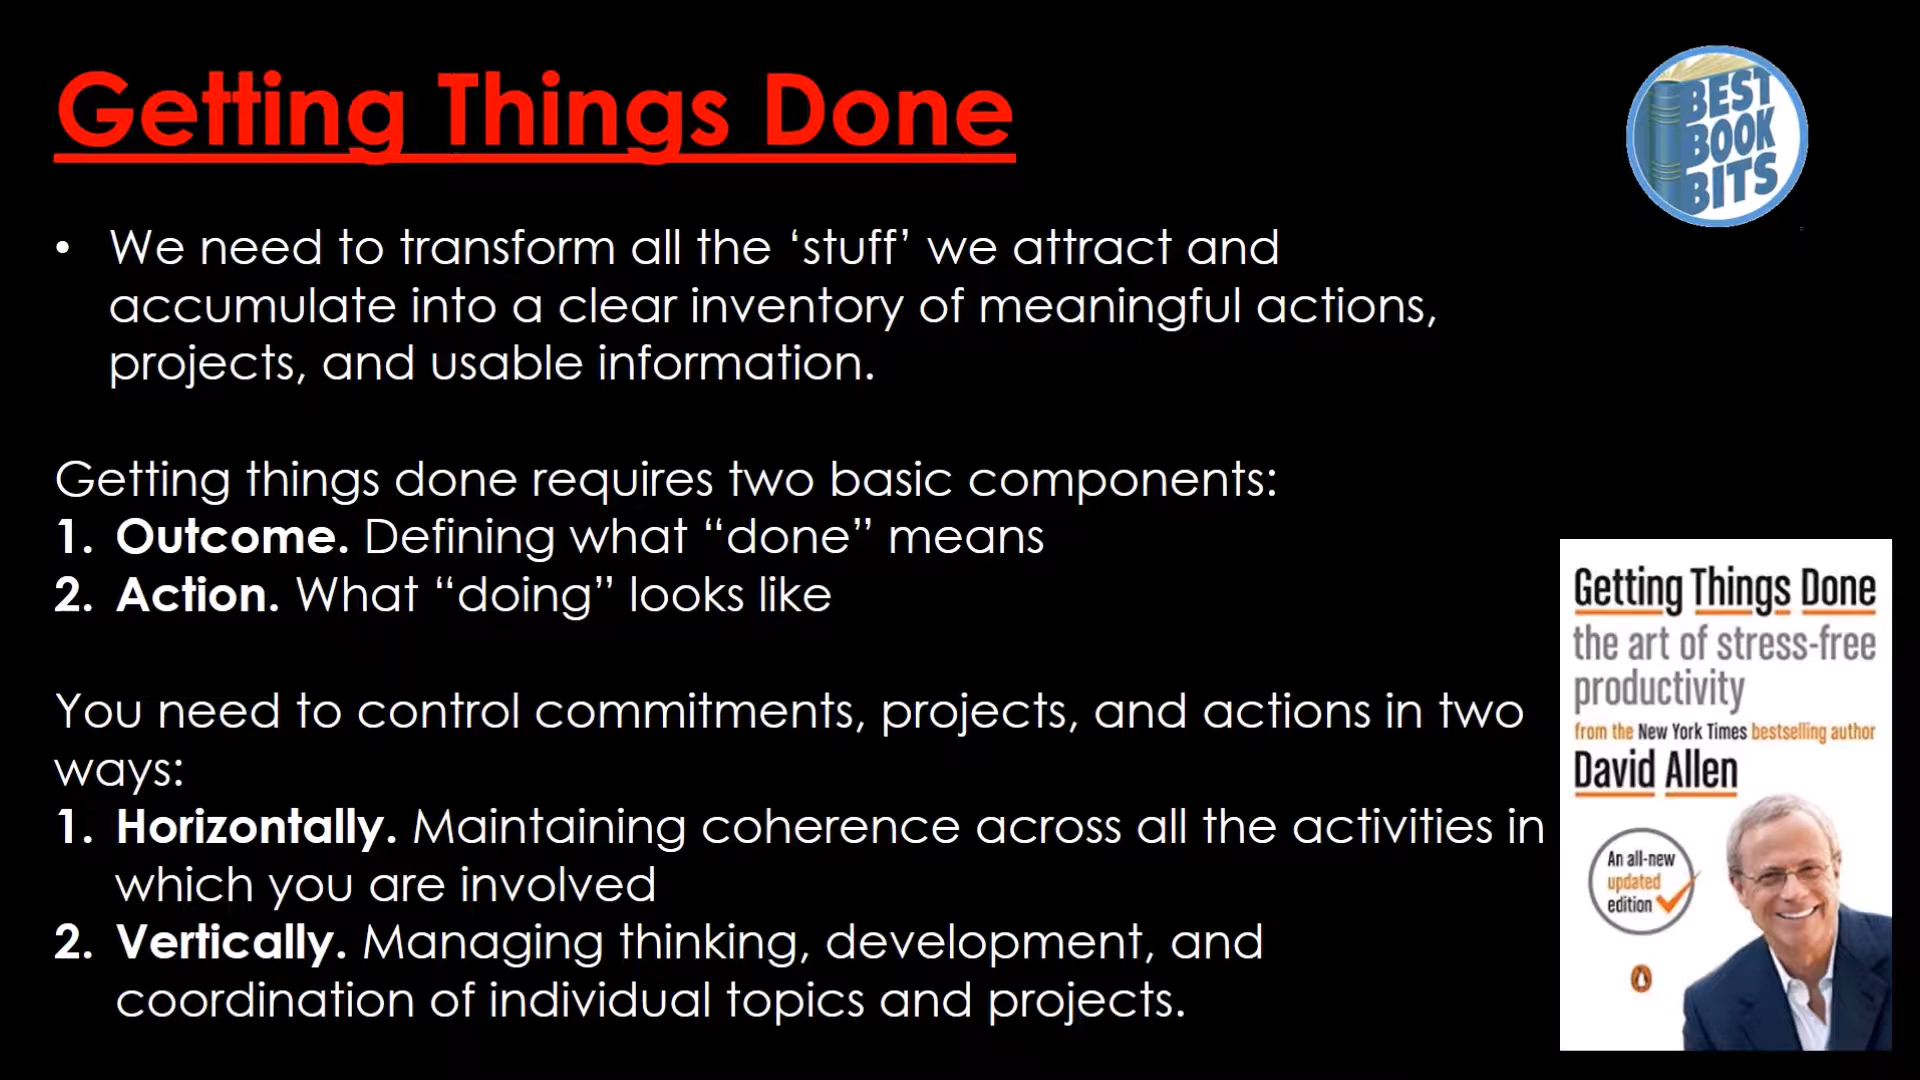 Getting Things Done
BEST
BOOK
BITS
• We need to transform all the ‘stuff’ we attract and
accumulate into a clear inventory of meaningful actions,
projects, and usable information.
Getting things done requires two basic components:
1. Outcome. Defining what “done” means
2. Action. What “doing” looks like
You need to control commitments, projects, and actions in two
ways:
1. Horizontally. Maintaining coherence across all the activities in
which you are involved
2. Vertically. Managing thinking, development, and
coordination of individual topics and projects.
Getting Things Done
the art of stress-free
productivity
from the New York Times bestselling author
David Allen
An all-new
updated
edition